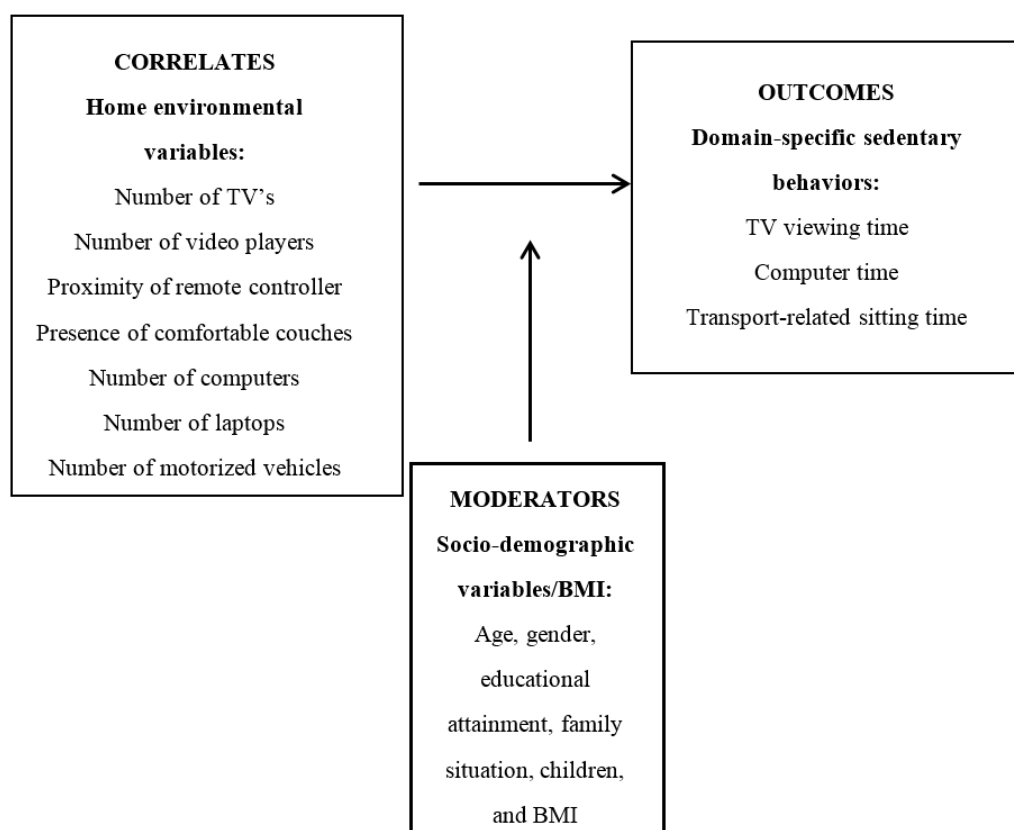 CORRELATES
Home environmental
variables:
Number of TV’s
Number of video players
Proximity of remote controller
Presence of comfortable couches
Number of computers
Number of laptops
Number of motorized vehicles
OUTCOMES
Domain-specific sedentary
behaviors:
TV viewing time
Computer time
Transport-related sitting time
MODERATORS
Socio-demographic
variables/BMI:
Age, gender,
educational
attainment, family
situation, children,
and BMI